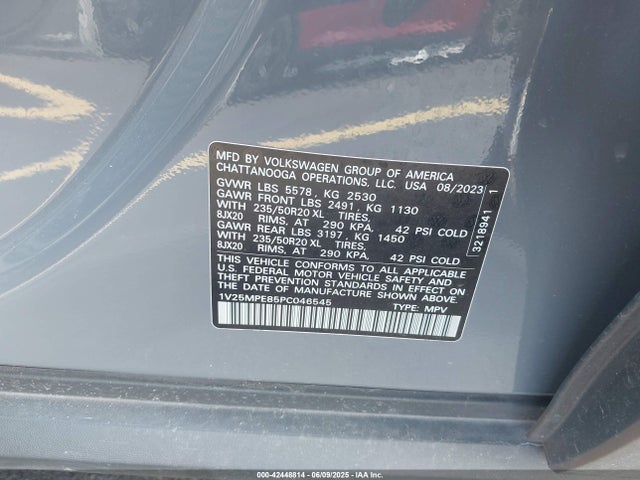 MFD BY VOLKSWAGEN GROUP OF AMERICA
CHATTANOOGA OPERATIONS, LLC. USA 08/2023
GVWR LBS 5578, KG 2530
GAWR FRONT LBS 2491, KG 1130
WITH 235/50R20 XL TIRES,
8JX20 RIMS, AT 290 KPA, 42 PSI COLD
GAWR REAR LBS 3197, KG 1450
WITH 235/50R20 XL TIRES,
8JX20 RIMS, AT 290 KPA, 42 PSI COLD
THIS VEHICLE CONFORMS TO ALL APPLICABLE
U.S. FEDERAL MOTOR VEHICLE SAFETY AND
THEFT PREVENTION STANDARDS IN EFFECT ON
THE DATE OF MANUFACTURE SHOWN ABOVE.
1V25MPE85PC046545 TYPE: MPV
3218941 1
000-42448814 - 06/09/2025 - IAAI.COM